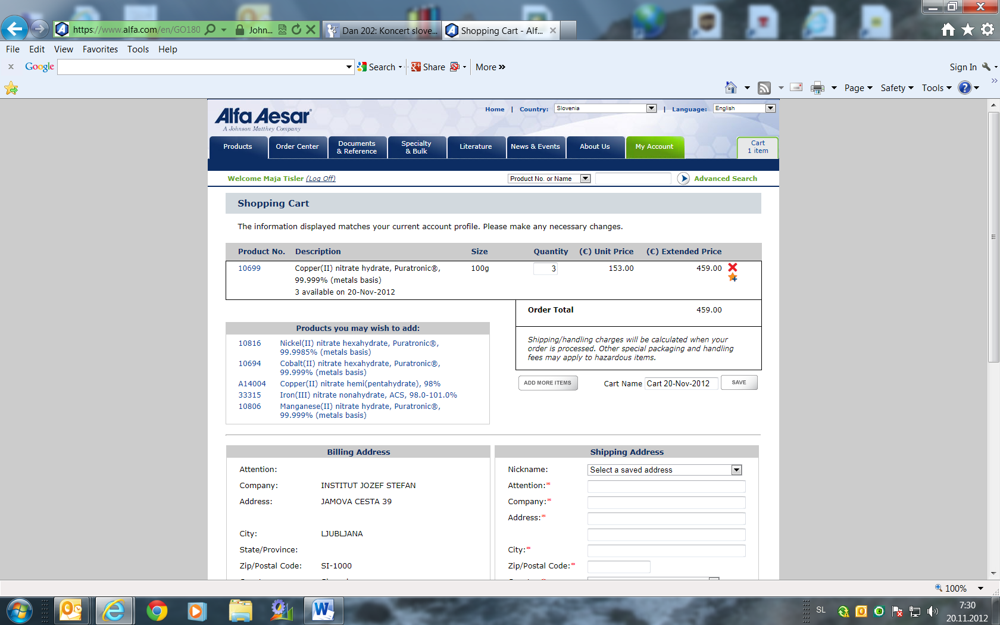 https://www.alfa.com/en/GO180
John...
Dan 202: Koncert slove...
Shopping Cart - Alf...
File Edit View Favorites Tools Help
x Google Search Share More »
Sign In
Page Safety Tools
Alfa Aesar
A Johnson Matthey Company
Home | Country: Slovenia | Language: English
Products
Order Center
Documents
& Reference
Specialty
& Bulk
Literature
News & Events
About Us
My Account
Cart
1 item
Welcome Maja Tisler (Log Off)
Product No. or Name
Advanced Search
Shopping Cart
The information displayed matches your current account profile. Please make any necessary changes.
Product No. Description Size Quantity (€) Unit Price (€) Extended Price
10699 Copper(II) nitrate hydrate, Puratronic®, 100g 3 153.00 459.00
99.999% (metals basis)
3 available on 20-Nov-2012
Order Total 459.00
Shipping/handling charges will be calculated when your
order is processed. Other special packaging and handling
fees may apply to hazardous items.
ADD MORE ITEMS
Cart Name Cart 20-Nov-2012 SAVE
Products you may wish to add:
10816 Nickel(II) nitrate hexahydrate, Puratronic®,
99.9985% (metals basis)
10694 Cobalt(II) nitrate hexahydrate, Puratronic®,
99.999% (metals basis)
A14004 Copper(II) nitrate hemi(pentahydrate), 98%
33315 Iron(III) nitrate nonahydrate, ACS, 98.0-101.0%
10806 Manganese(II) nitrate hydrate, Puratronic®,
99.999% (metals basis)
Billing Address
Attention:
Company: INSTITUT JOZEF STEFAN
Address: JAMOVA CESTA 39
City: LJUBLJANA
State/Province:
Zip/Postal Code: SI-1000
Shipping Address
Nickname: Select a saved address
Attention:*
Company:*
Address:*
City:*
Zip/Postal Code:*
100%
SL
7:30
20.11.2012